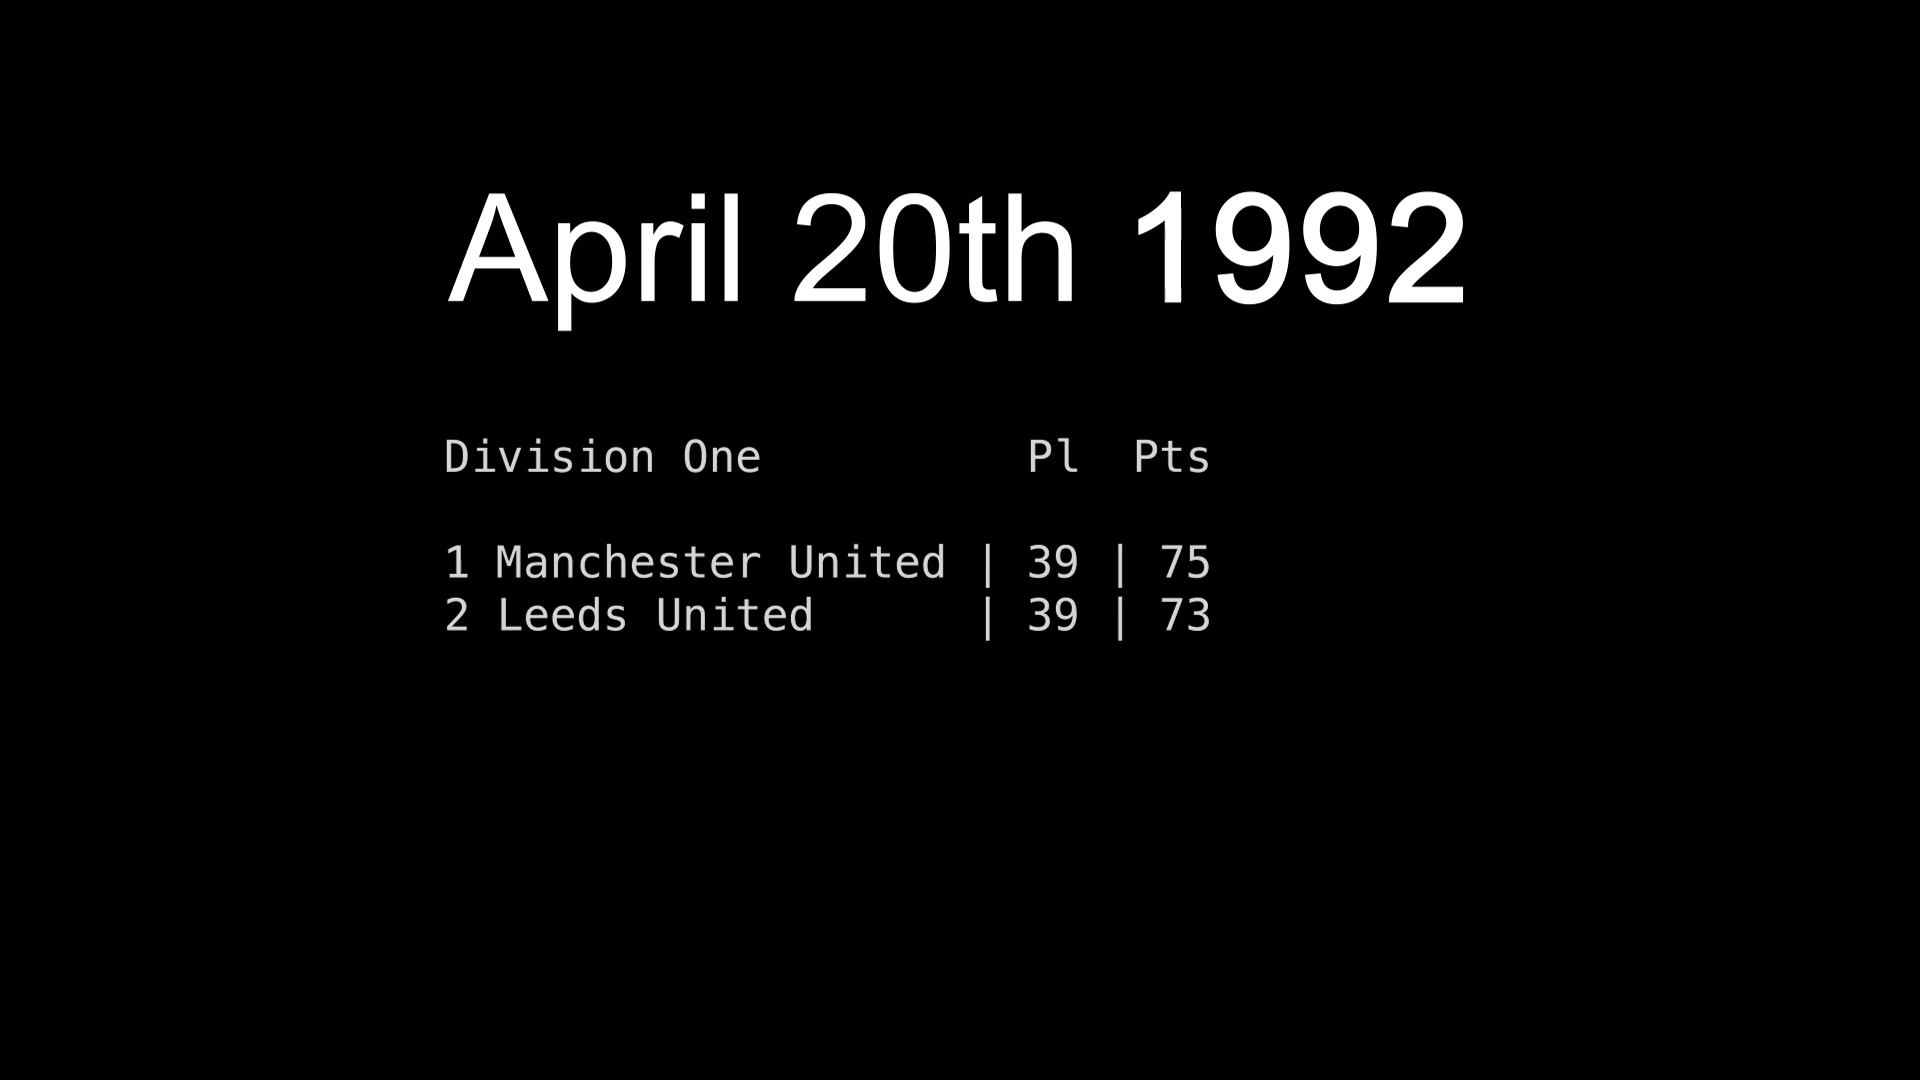 April 20th 1992
Division One Pl Pts
1 Manchester United | 39 | 75
2 Leeds United | 39 | 73